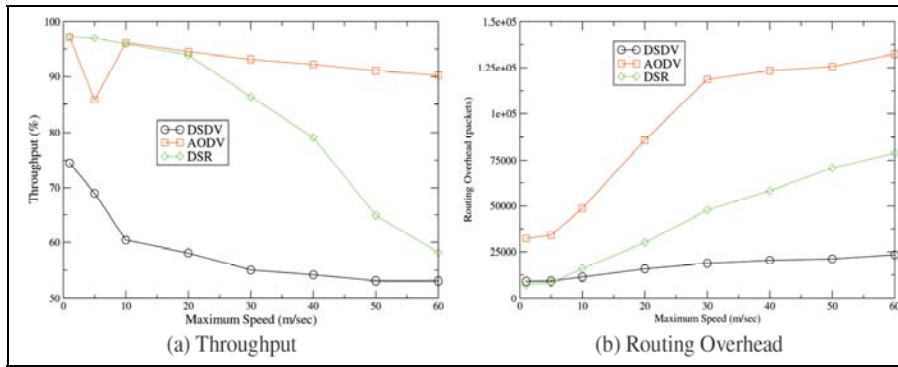 100
90
80
70
60
50
Throughput (%)
DSDV
AODV
DSR
0
10
20
30
40
50
60
Maximum Speed (m/sec)
(a) Throughput
1.5e+05
1.25e+05
1e+05
75000
50000
25000
0
Routing Overhead (packets)
DSDV
AODV
DSR
0
10
20
30
40
50
60
Maximum Speed (m/sec)
(b) Routing Overhead